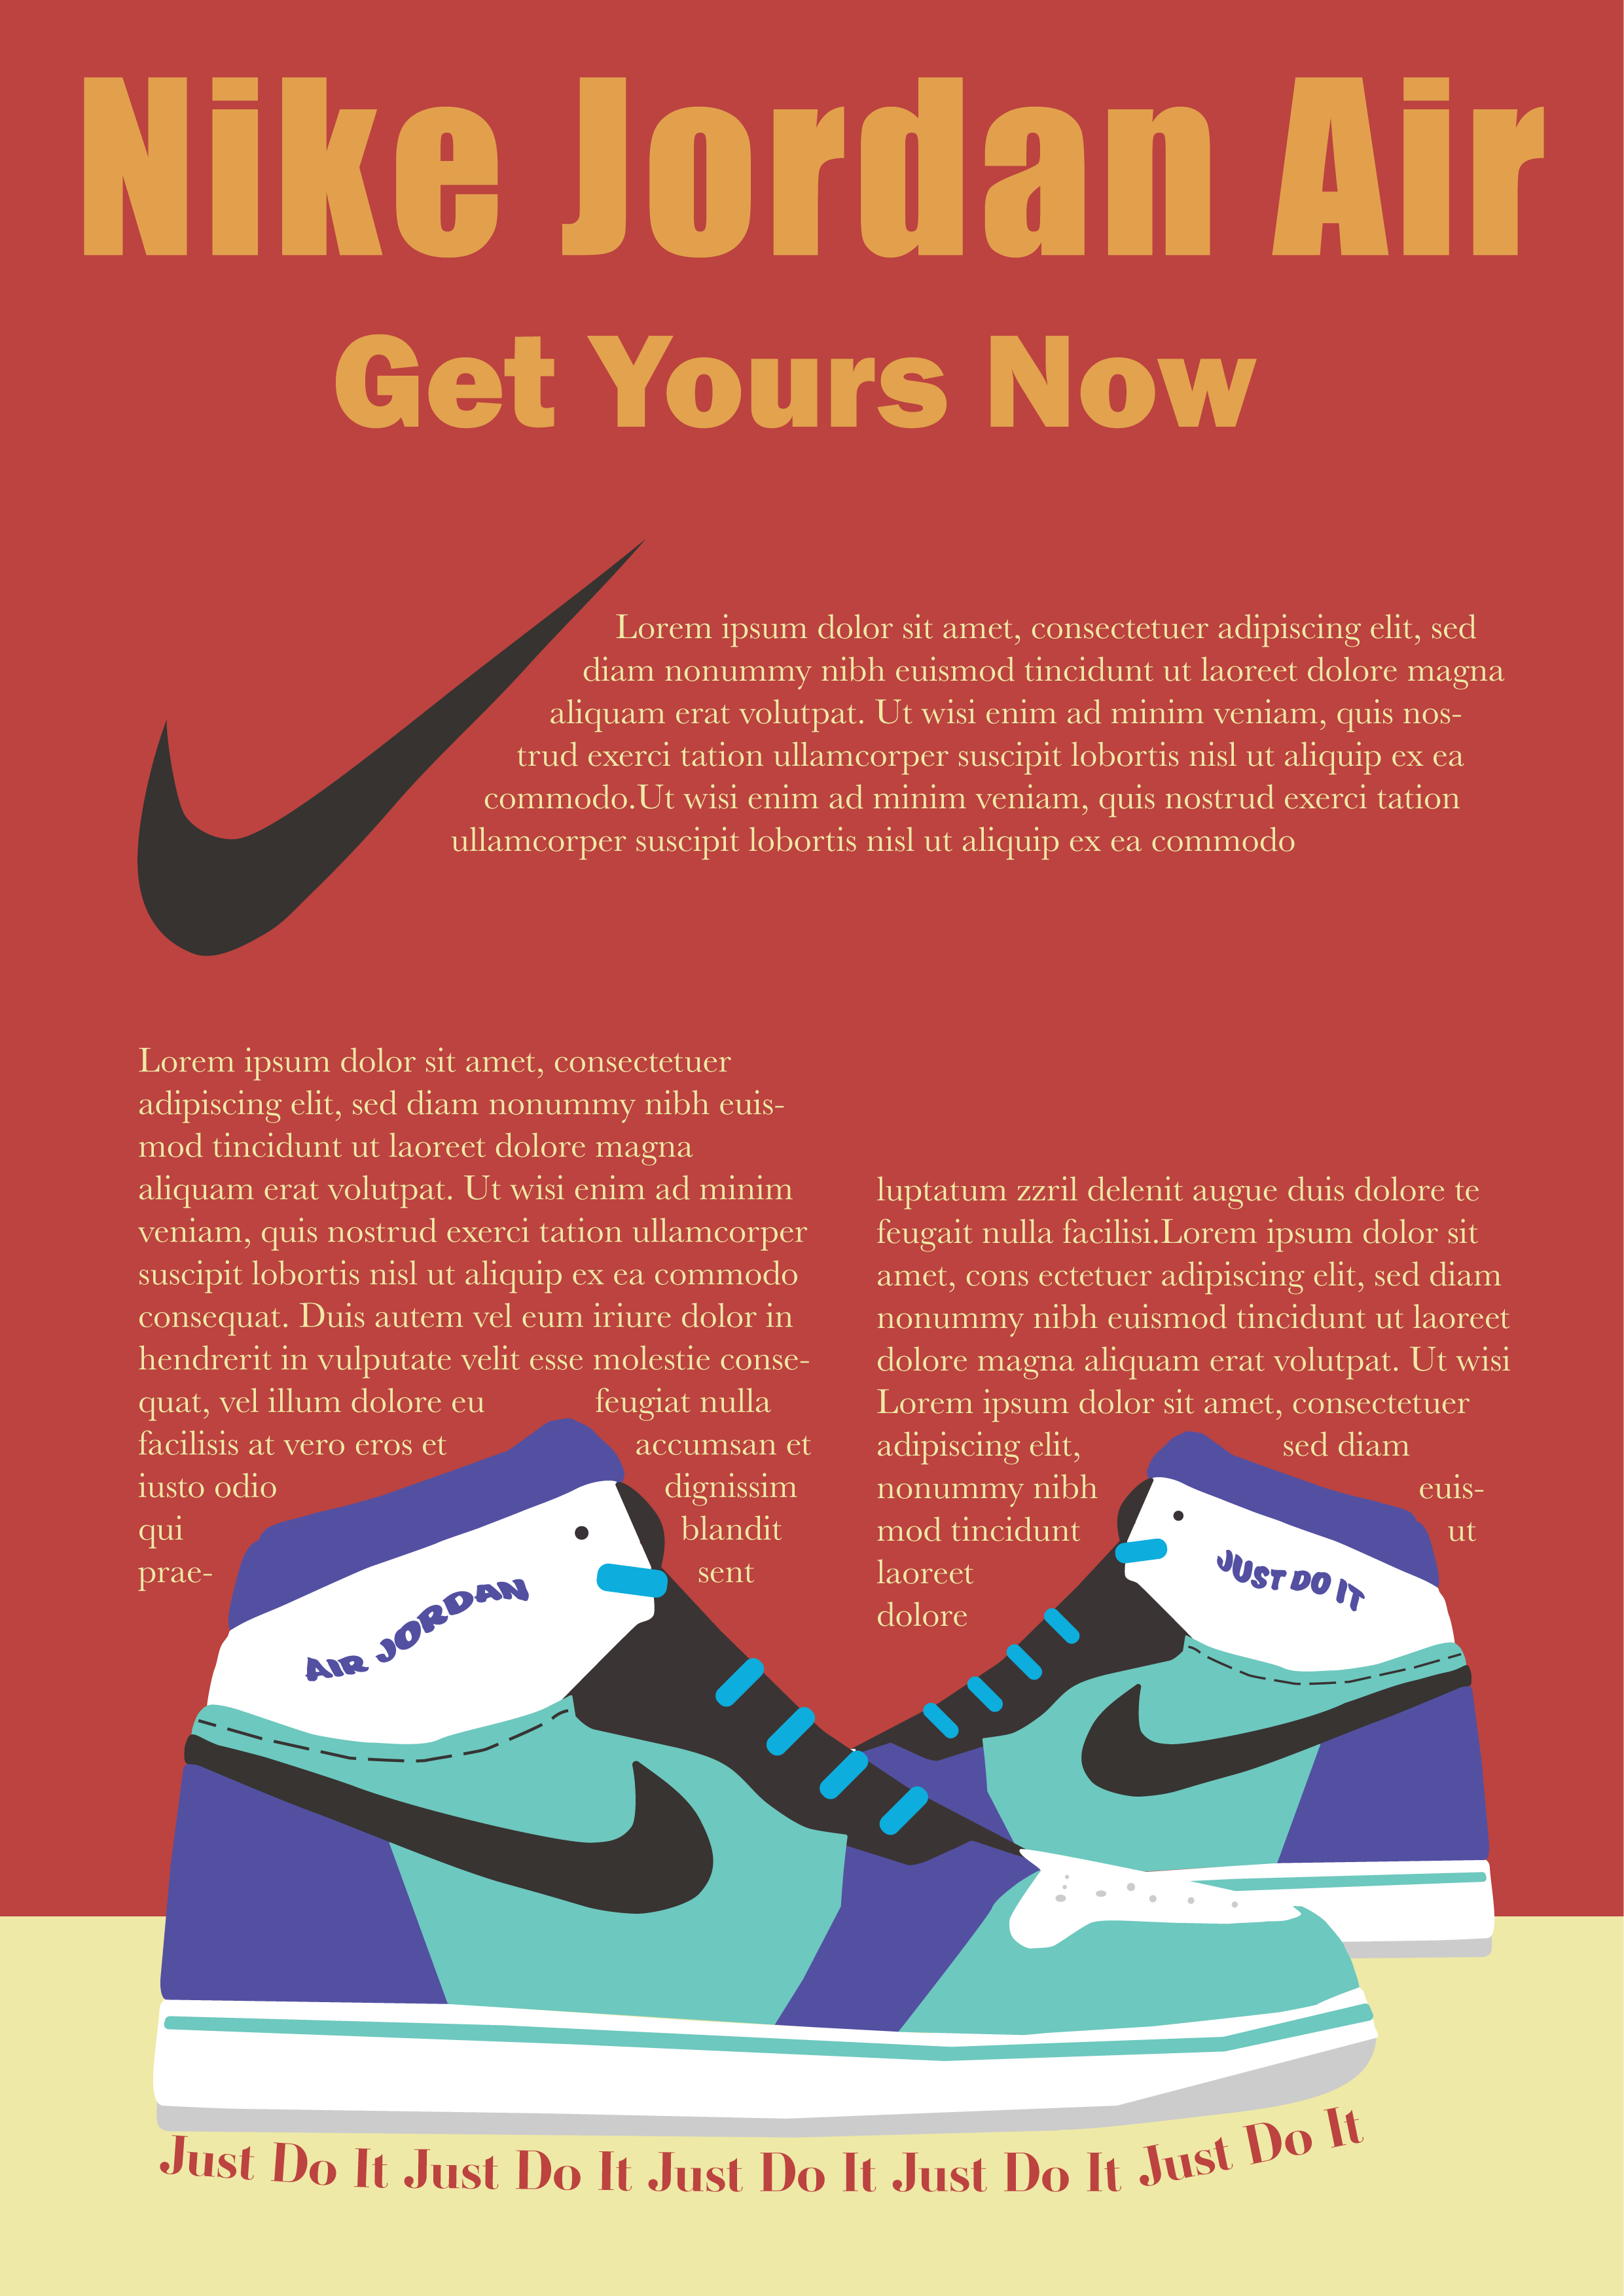 Nike Jordan Air
Get Yours Now
Lorem ipsum dolor sit amet, consectetuer adipiscing elit, sed
diam nonummy nibh euismod tincidunt ut laoreet dolore magna
aliquam erat volutpat. Ut wisi enim ad minim veniam, quis nos-
trud exerci tation ullamcorper suscipit lobortis nisl ut aliquip ex ea
commodo.Ut wisi enim ad minim veniam, quis nostrud exerci tation
ullamcorper suscipit lobortis nisl ut aliquip ex ea commodo
Lorem ipsum dolor sit amet, consectetuer
adipiscing elit, sed diam nonummy nibh euis-
mod tincidunt ut laoreet dolore magna
aliquam erat volutpat. Ut wisi enim ad minim
veniam, quis nostrud exerci tation ullamcorper
suscipit lobortis nisl ut aliquip ex ea commodo
consequat. Duis autem vel eum iriure dolor in
hendrerit in vulputate velit esse molestie conse-
quat, vel illum dolore eu feugiat nulla
facilisis at vero eros et accumsan et
iusto odio dignissim
qui blandit
prae- sent
luptatum zzril delenit augue duis dolore te
feugait nulla facilisi.Lorem ipsum dolor sit
amet, cons ectetuer adipiscing elit, sed diam
nonummy nibh euismod tincidunt ut laoreet
dolore magna aliquam erat volutpat. Ut wisi
Lorem ipsum dolor sit amet, consectetuer
adipiscing elit, sed diam
nonummy nibh euis-
mod tincidunt ut
laoreet
dolore
AIR JORDAN
JUST DO IT
Just Do It Just Do It Just Do It Just Do It Just Do It